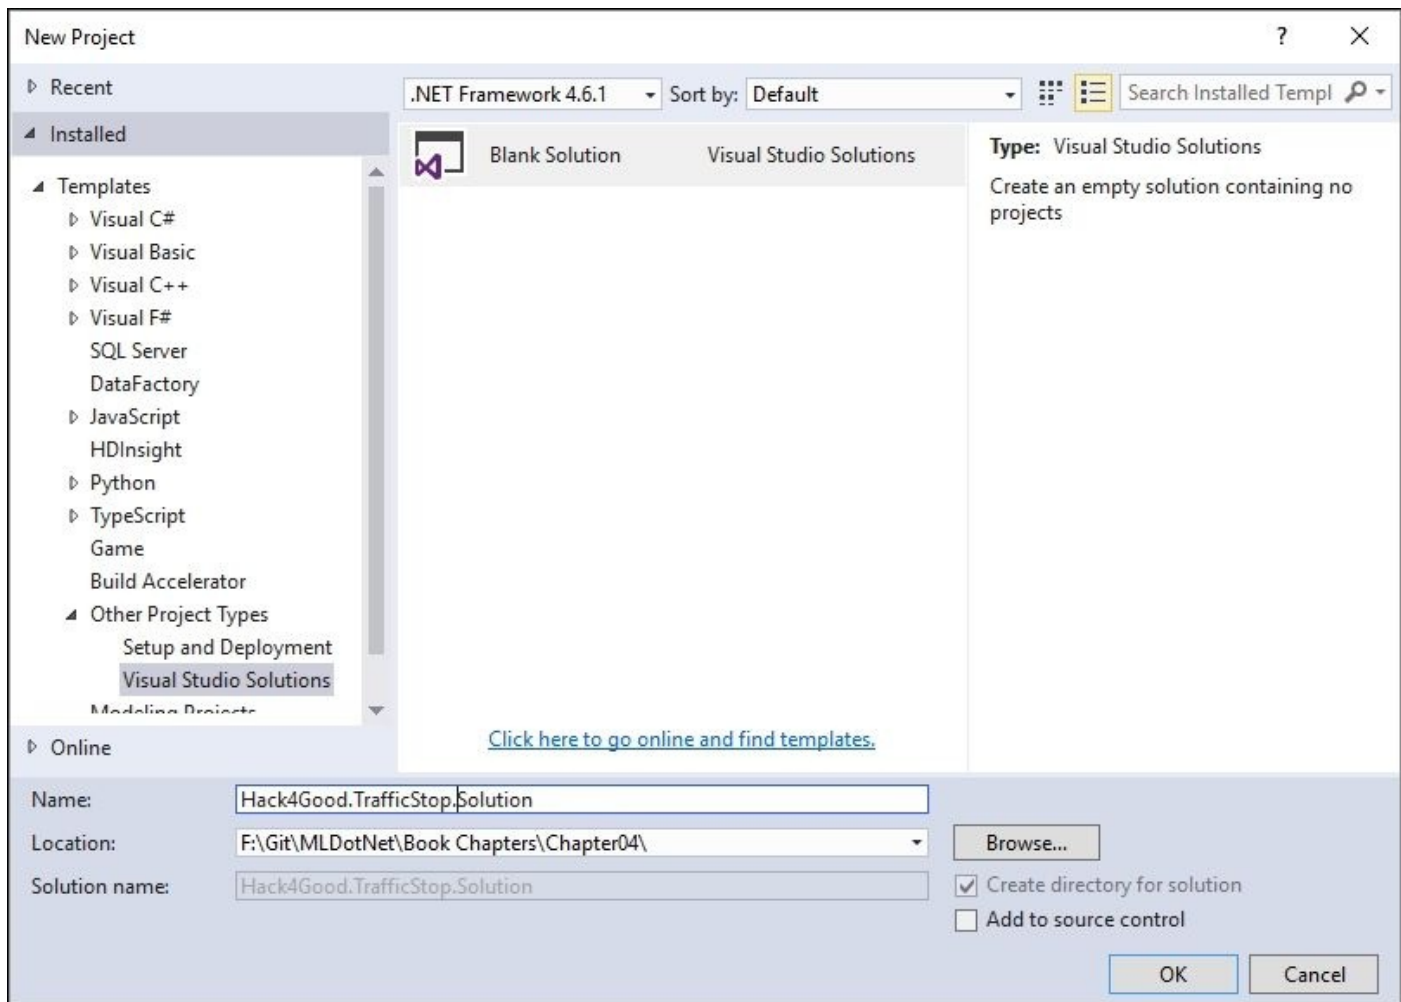 New Project
?
Recent
.NET Framework 4.6.1
Sort by: Default
Search Installed Templ
Installed
Templates
Visual C#
Visual Basic
Visual C++
Visual F#
SQL Server
DataFactory
JavaScript
HDInsight
Python
TypeScript
Game
Build Accelerator
Other Project Types
Setup and Deployment
Visual Studio Solutions
Modeling Projects
Online
Blank Solution Visual Studio Solutions
Click here to go online and find templates.
Type: Visual Studio Solutions
Create an empty solution containing no
projects
Name: Hack4Good.TrafficStop.Solution
Location: F:\Git\MLDotNet\Book Chapters\Chapter04\
Browse...
Solution name: Hack4Good.TrafficStop.Solution
Create directory for solution
Add to source control
OK Cancel